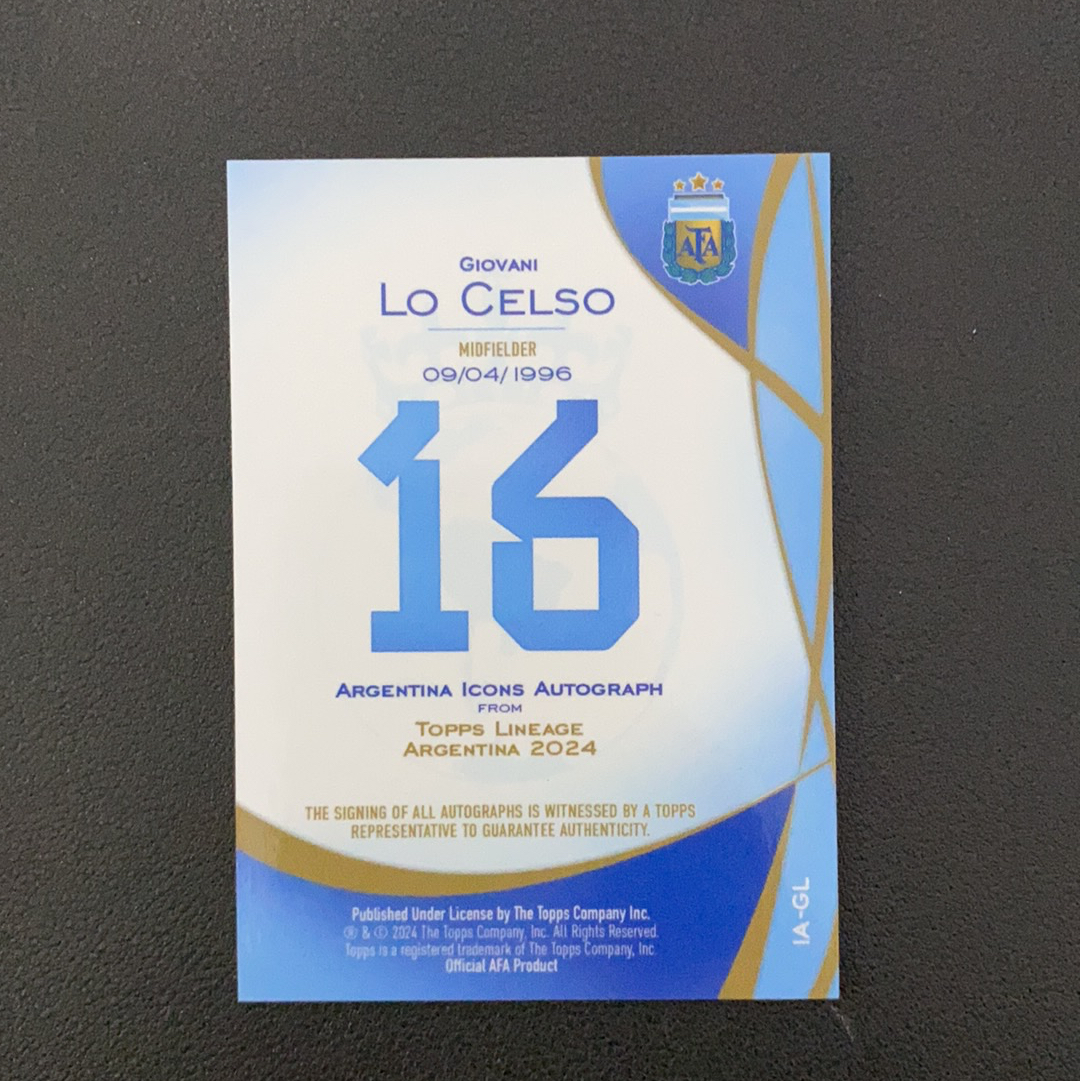 AFA
GIOVANI
LO CELSO
MIDFIELDER
09/04/1996
16
ARGENTINA ICONS AUTOGRAPH
FROM
TOPPS LINEAGE
ARGENTINA 2024
THE SIGNING OF ALL AUTOGRAPHS IS WITNESSED BY A TOPPS
REPRESENTATIVE TO GUARANTEE AUTHENTICITY.
Published Under License by The Topps Company Inc.
® & © 2024 The Topps Company, Inc. All Rights Reserved.
Topps is a registered trademark of The Topps Company, Inc.
Official AFA Product
IA-GL